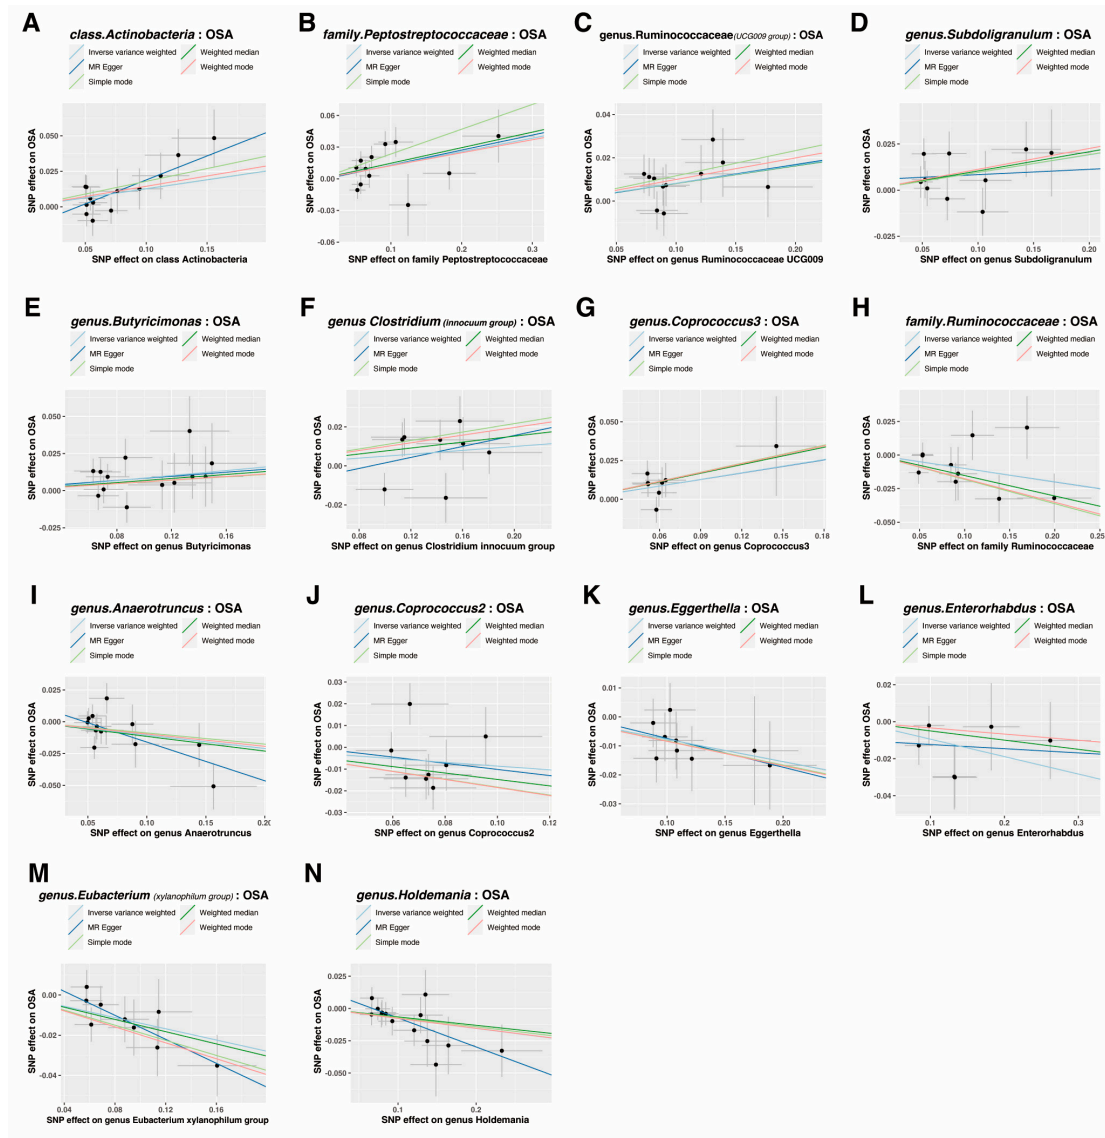 A
class.Actinobacteria : OSA
Inverse variance weighted
Weighted median
MR Egger
Weighted mode
Simple mode
SNP effect on OSA
0.050
0.025
0.000
0.05
0.10
0.15
SNP effect on class Actinobacteria
B
family.Peptostreptococcaceae : OSA
Inverse variance weighted
Weighted median
MR Egger
Weighted mode
Simple mode
SNP effect on OSA
0.06
0.03
0.00
-0.03
-0.06
0.1
0.2
0.3
SNP effect on family Peptostreptococcaceae
C
genus.Ruminococcaceae(UCG009 group) : OSA
Inverse variance weighted
Weighted median
MR Egger
Weighted mode
Simple mode
SNP effect on OSA
0.04
0.02
0.00
0.05
0.10
0.15
0.20
SNP effect on genus Ruminococcaceae UCG009
D
genus.Subdoligranulum : OSA
Inverse variance weighted
Weighted median
MR Egger
Weighted mode
Simple mode
SNP effect on OSA
0.050
0.025
0.000
-0.025
0.05
0.10
0.15
0.20
SNP effect on genus Subdoligranulum
E
genus.Butyricimonas : OSA
Inverse variance weighted
Weighted median
MR Egger
Weighted mode
Simple mode
SNP effect on OSA
0.050
0.025
0.000
-0.025
0.08
0.12
0.16
SNP effect on genus Butyricimonas
F
genus Clostridium (innocuum group) : OSA
Inverse variance weighted
Weighted median
MR Egger
Weighted mode
Simple mode
SNP effect on OSA
0.02
0.00
-0.02
0.08
0.12
0.16
0.20
SNP effect on genus Clostridium innocuum group
G
genus.Coprococcus3 : OSA
Inverse variance weighted
Weighted median
MR Egger
Weighted mode
Simple mode
SNP effect on OSA
0.050
0.025
0.000
0.06
0.09
0.12
0.15
0.18
SNP effect on genus Coprococcus3
H
family.Ruminococcaceae : OSA
Inverse variance weighted
Weighted median
MR Egger
Weighted mode
Simple mode
SNP effect on OSA
0.025
0.000
-0.025
-0.050
0.05
0.10
0.15
0.20
0.25
SNP effect on family Ruminococcaceae
I
genus.Anaerotruncus : OSA
Inverse variance weighted
Weighted median
MR Egger
Weighted mode
Simple mode
SNP effect on OSA
0.025
0.000
-0.025
-0.050
0.05
0.10
0.15
0.20
SNP effect on genus Anaerotruncus
J
genus.Coprococcus2 : OSA
Inverse variance weighted
Weighted median
MR Egger
Weighted mode
Simple mode
SNP effect on OSA
0.03
0.02
0.01
0.00
-0.01
-0.02
-0.03
0.06
0.08
0.10
0.12
SNP effect on genus Coprococcus2
K
genus.Eggerthella : OSA
Inverse variance weighted
Weighted median
MR Egger
Weighted mode
Simple mode
SNP effect on OSA
0.01
0.00
-0.01
-0.02
-0.03
0.10
0.15
0.20
SNP effect on genus Eggerthella
L
genus.Enterorhabdus : OSA
Inverse variance weighted
Weighted median
MR Egger
Weighted mode
Simple mode
SNP effect on OSA
0.02
0.00
-0.02
-0.04
0.1
0.2
0.3
SNP effect on genus Enterorhabdus
M
genus.Eubacterium (xylanophilum group) : OSA
Inverse variance weighted
Weighted median
MR Egger
Weighted mode
Simple mode
SNP effect on OSA
0.00
-0.02
-0.04
0.04
0.08
0.12
0.16
SNP effect on genus Eubacterium xylanophilum group
N
genus.Holdemania : OSA
Inverse variance weighted
Weighted median
MR Egger
Weighted mode
Simple mode
SNP effect on OSA
0.025
0.000
-0.025
-0.050
0.1
0.2
SNP effect on genus Holdemania